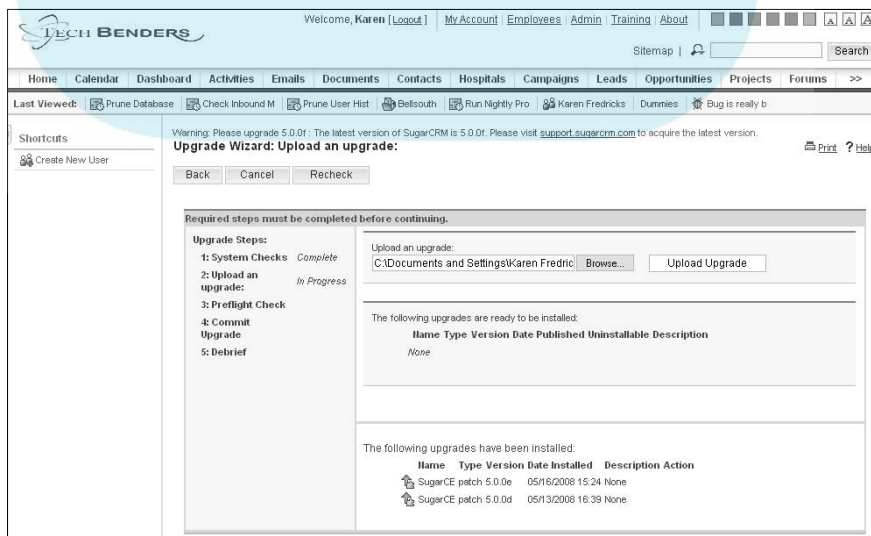 TECH BENDERS
Welcome, Karen [ Logout ] | My Account | Employees | Admin | Training | About
A A A
Sitemap |
Search
Home Calendar Dashboard Activities Emails Documents Contacts Hospitals Campaigns Leads Opportunities Projects Forums >>
Last Viewed: Prune Database Check Inbound M Prune User Hist Bellsouth Run Nightly Pro Karen Fredricks Dummies Bug is really b
Shortcuts
Create New User
Warning: Please upgrade 5.0.0f : The latest version of SugarCRM is 5.0.0f. Please visit support.sugarcrm.com to acquire the latest version.
Upgrade Wizard: Upload an upgrade:
Print ? Help
Back Cancel Recheck
Required steps must be completed before continuing.
Upgrade Steps:
1: System Checks Complete
2: Upload an upgrade: In Progress
3: Preflight Check
4: Commit Upgrade
5: Debrief
Upload an upgrade:
C:\Documents and Settings\Karen Fredric Browse... Upload Upgrade
The following upgrades are ready to be installed:
Name Type Version Date Published Uninstallable Description
None
The following upgrades have been installed:
Name Type Version Date Installed Description Action
SugarCE patch 5.0.0e 05/16/2008 15:24 None
SugarCE patch 5.0.0d 05/13/2008 16:39 None